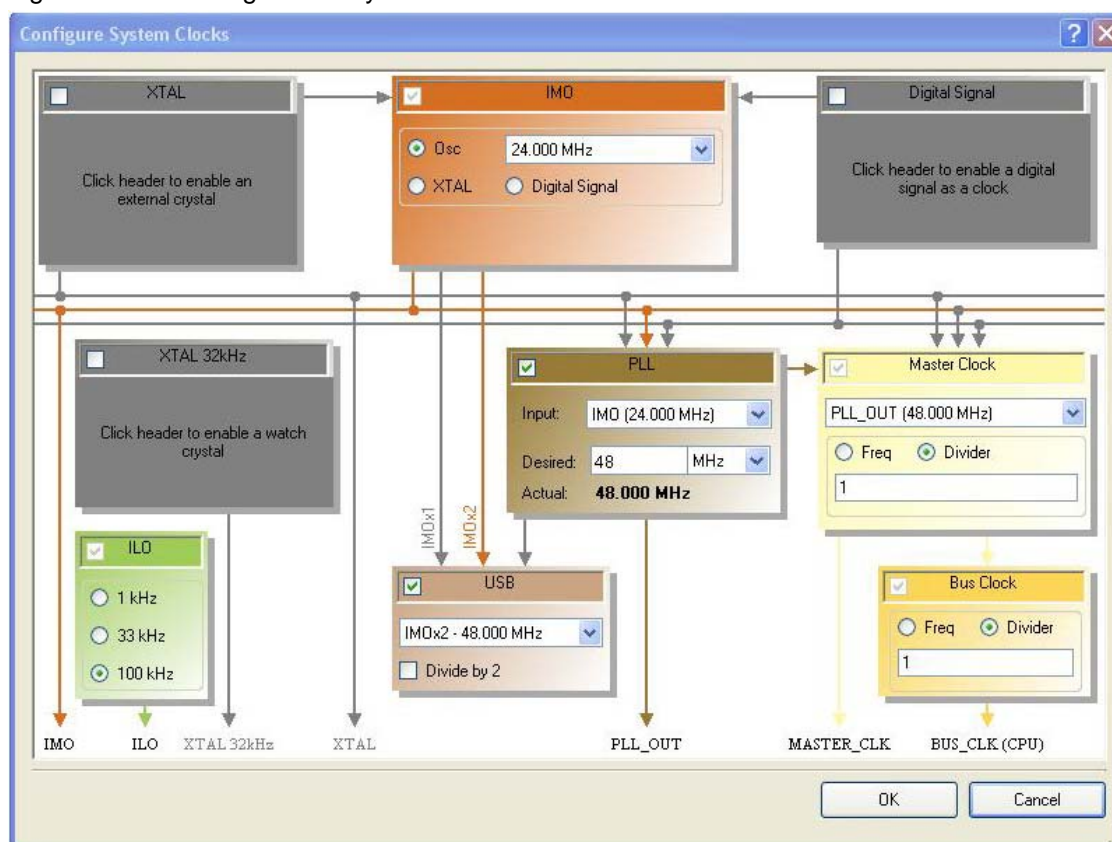 Configure System Clocks
XTAL
Click header to enable an
external crystal
IMO
Osc
24.000 MHz
XTAL
Digital Signal
Digital Signal
Click header to enable a digital
signal as a clock
XTAL 32kHz
Click header to enable a watch
crystal
PLL
Input:
IMO (24.000 MHz)
Desired:
48
MHz
Actual:
48.000 MHz
Master Clock
PLL_OUT (48.000 MHz)
Freq
Divider
1
IMOx1
IMOx2
ILO
1 kHz
33 kHz
100 kHz
USB
IMOx2 - 48.000 MHz
Divide by 2
Bus Clock
Freq
Divider
1
IMO
ILO
XTAL 32kHz
XTAL
PLL_OUT
MASTER_CLK
BUS_CLK (CPU)
OK
Cancel